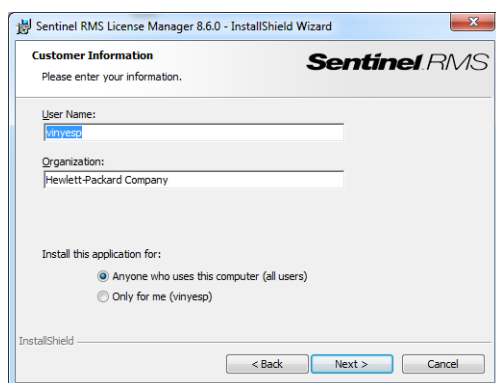 Sentinel RMS License Manager 8.6.0 - InstallShield Wizard
Customer Information
Please enter your information.
Sentinel RMS
User Name:
vinyesp
Organization:
Hewlett-Packard Company
Install this application for:
Anyone who uses this computer (all users)
Only for me (vinyesp)
InstallShield
< Back
Next >
Cancel